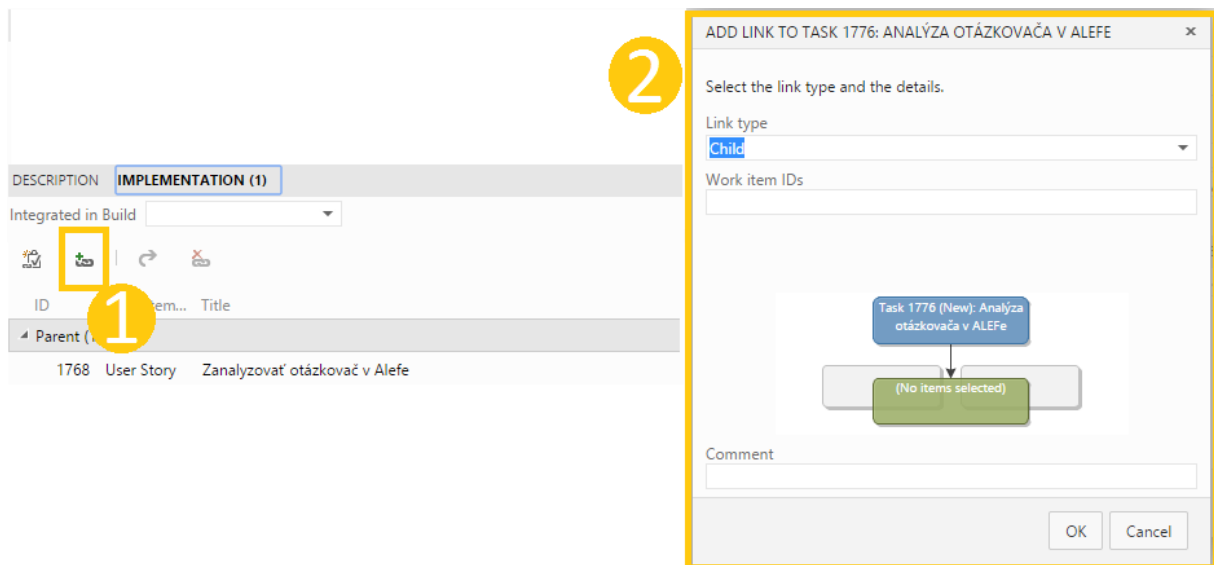 DESCRIPTION IMPLEMENTATION (1)
Integrated in Build
1
ID em... Title
Parent (1
1768 User Story Zanalyzovať otázkovač v Alefe
2
ADD LINK TO TASK 1776: ANALÝZA OTÁZKOVAČA V ALEFE ×
Select the link type and the details.
Link type
Child
Work item IDs
Task 1776 (New): Analýza
otázkovača v ALEFe
(No items selected)
Comment
OK Cancel